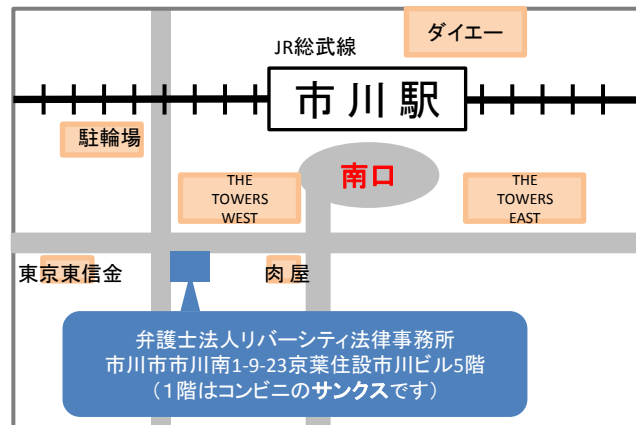 ダイエー
JR総武線
市川駅
駐輪場
南口
THE
TOWERS
WEST
THE
TOWERS
EAST
東京東信金
肉屋
弁護士法人リバーシティ法律事務所
市川市市川南1-9-23京葉住設市川ビル5階
（１階はコンビニのサンクスです）